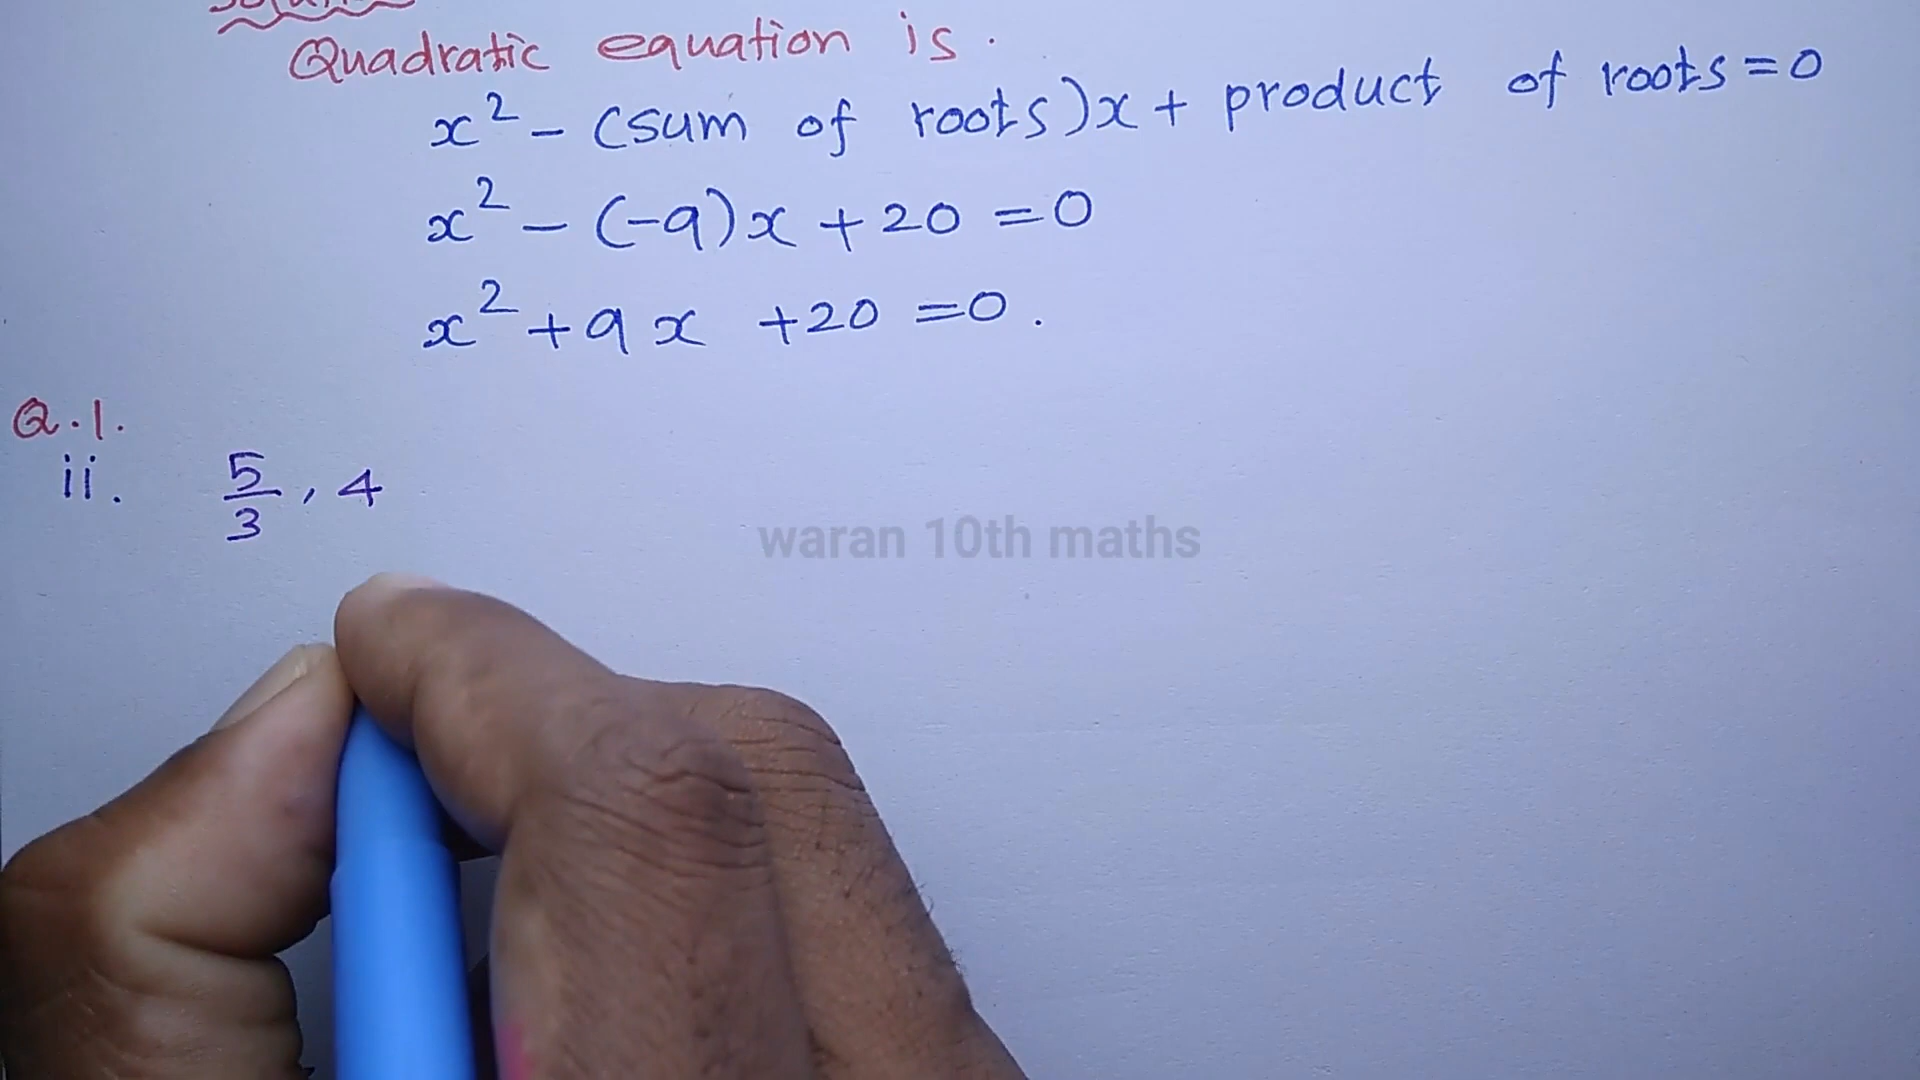 Quadratic equation is.
x² - (sum of roots)x + product of roots = 0
x² - (-9)x + 20 = 0
x² + 9x + 20 = 0.
Q.1.
ii. 5/3, 4
waran 10th maths